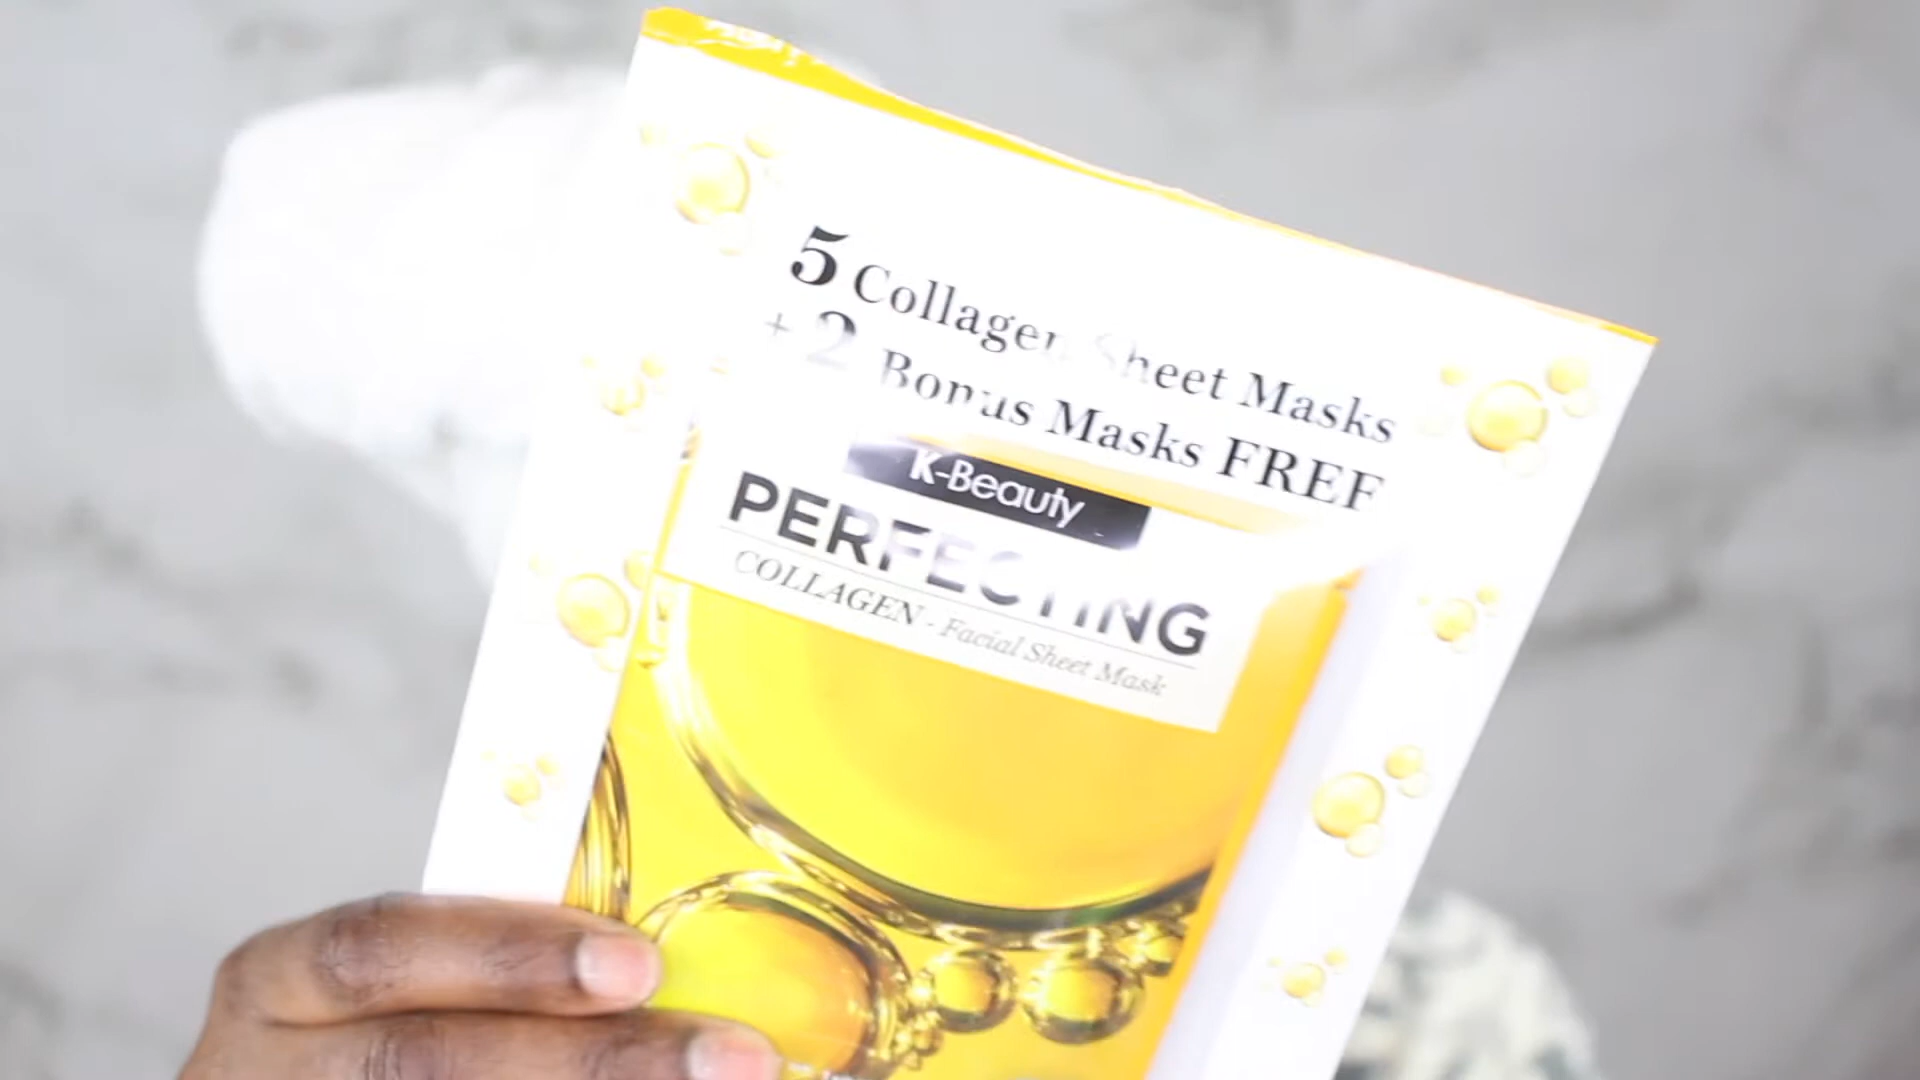 5 Collagen Sheet Masks
+ 2 Bonus Masks FREE
K-Beauty
PERFECTING
COLLAGEN - Facial Sheet Mask